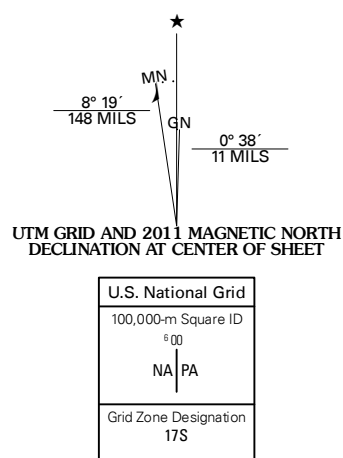 ★
MN
8° 19´
148 MILS
GN
0° 38´
11 MILS
UTM GRID AND 2011 MAGNETIC NORTH
DECLINATION AT CENTER OF SHEET
U.S. National Grid
100,000-m Square ID
⁶00
NA PA
Grid Zone Designation
17S